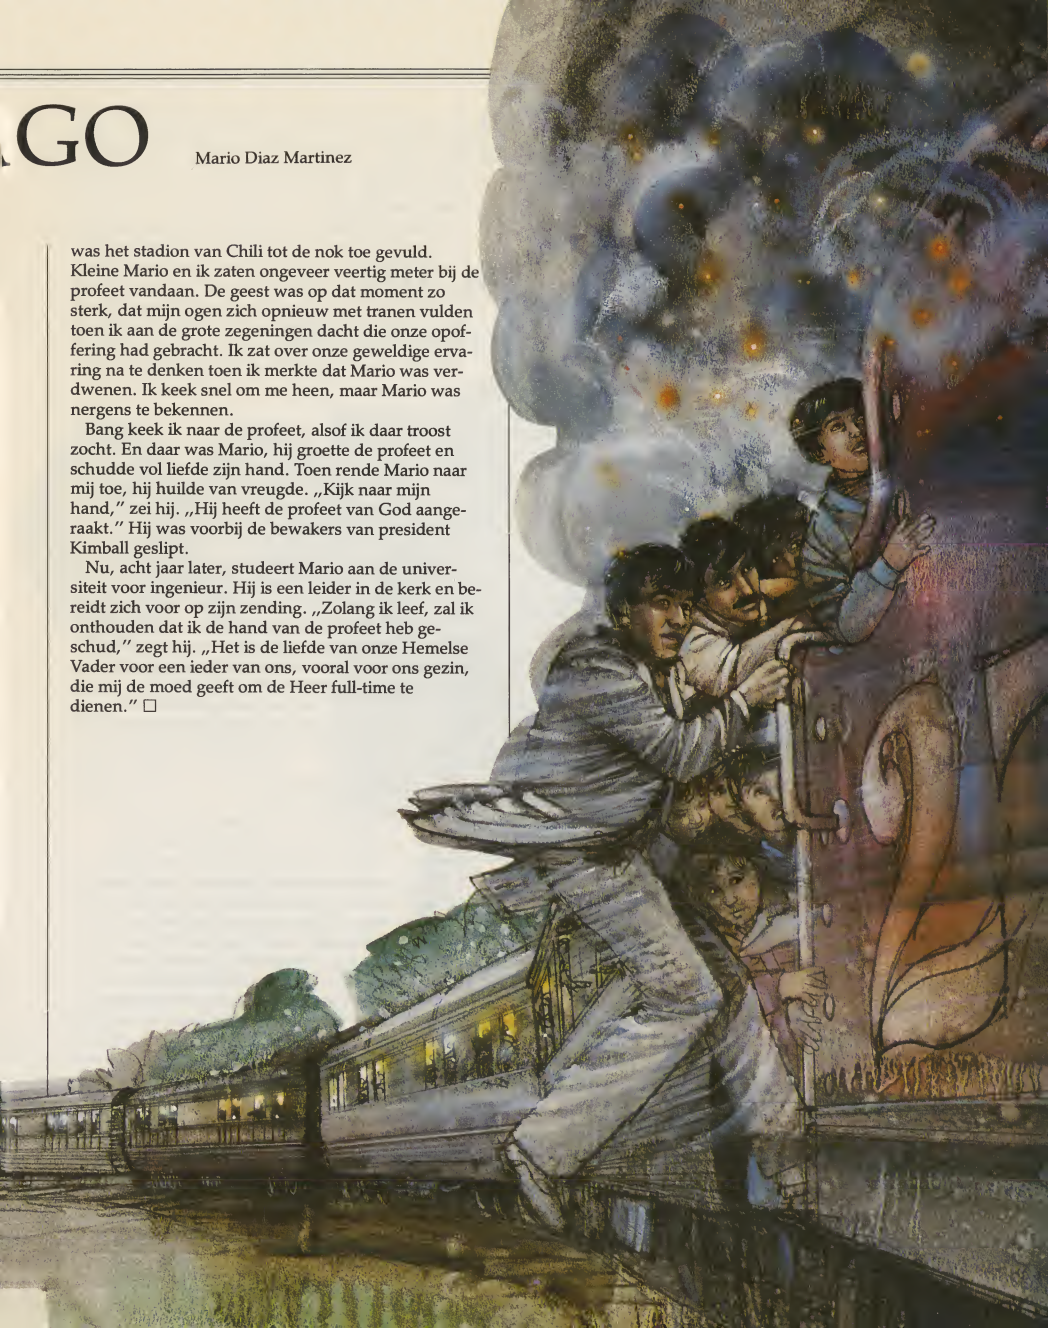 AGO
Mario Diaz Martinez
was het stadion van Chili tot de nok toe gevuld.
Kleine Mario en ik zaten ongeveer veertig meter bij de
profeet vandaan. De geest was op dat moment zo
sterk, dat mijn ogen zich opnieuw met tranen vulden
toen ik aan de grote zegeningen dacht die onze opof-
fering had gebracht. Ik zat over onze geweldige erva-
ring na te denken toen ik merkte dat Mario was ver-
dwenen. Ik keek snel om me heen, maar Mario was
nergens te bekennen.
Bang keek ik naar de profeet, alsof ik daar troost
zocht. En daar was Mario, hij groette de profeet en
schudde vol liefde zijn hand. Toen rende Mario naar
mij toe, hij huilde van vreugde. „Kijk naar mijn
hand,” zei hij. „Hij heeft de profeet van God aange-
raakt.” Hij was voorbij de bewakers van president
Kimball geslipt.
Nu, acht jaar later, studeert Mario aan de univer-
siteit voor ingenieur. Hij is een leider in de kerk en be-
reidt zich voor op zijn zending. „Zolang ik leef, zal ik
onthouden dat ik de hand van de profeet heb ge-
schud,” zegt hij. „Het is de liefde van onze Hemelse
Vader voor een ieder van ons, vooral voor ons gezin,
die mij de moed geeft om de Heer full-time te
dienen.” □